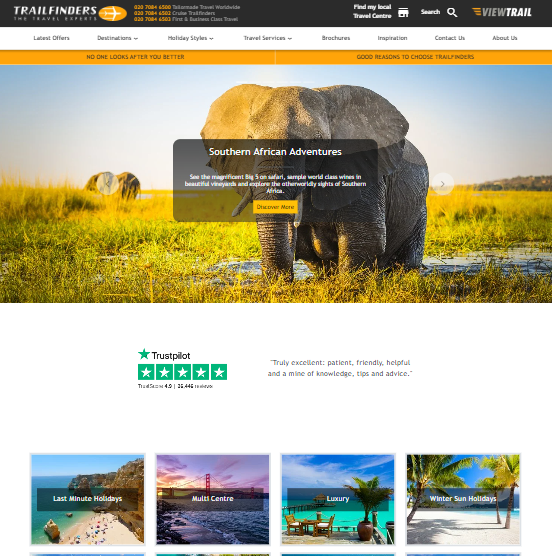 TRAILFINDERS
THE TRAVEL EXPERTS
020 7084 6500 Tailormade Travel Worldwide
020 7084 6502 Cruise Trailfinders
020 7084 6503 First & Business Class Travel
Find my local
Travel Centre
Search
VIEWTRAIL
Latest Offers
Destinations
Holiday Styles
Travel Services
Brochures
Inspiration
Contact Us
About Us
NO ONE LOOKS AFTER YOU BETTER
GOOD REASONS TO CHOOSE TRAILFINDERS
Southern African Adventures
See the magnificent Big 5 on safari, sample world class wines in
beautiful vineyards and explore the otherworldly sights of Southern
Africa.
Discover More
Trustpilot
TrustScore 4.9 | reviews
"Truly excellent: patient, friendly, helpful
and a mine of knowledge, tips and advice."
Last Minute Holidays
Multi Centre
Luxury
Winter Sun Holidays